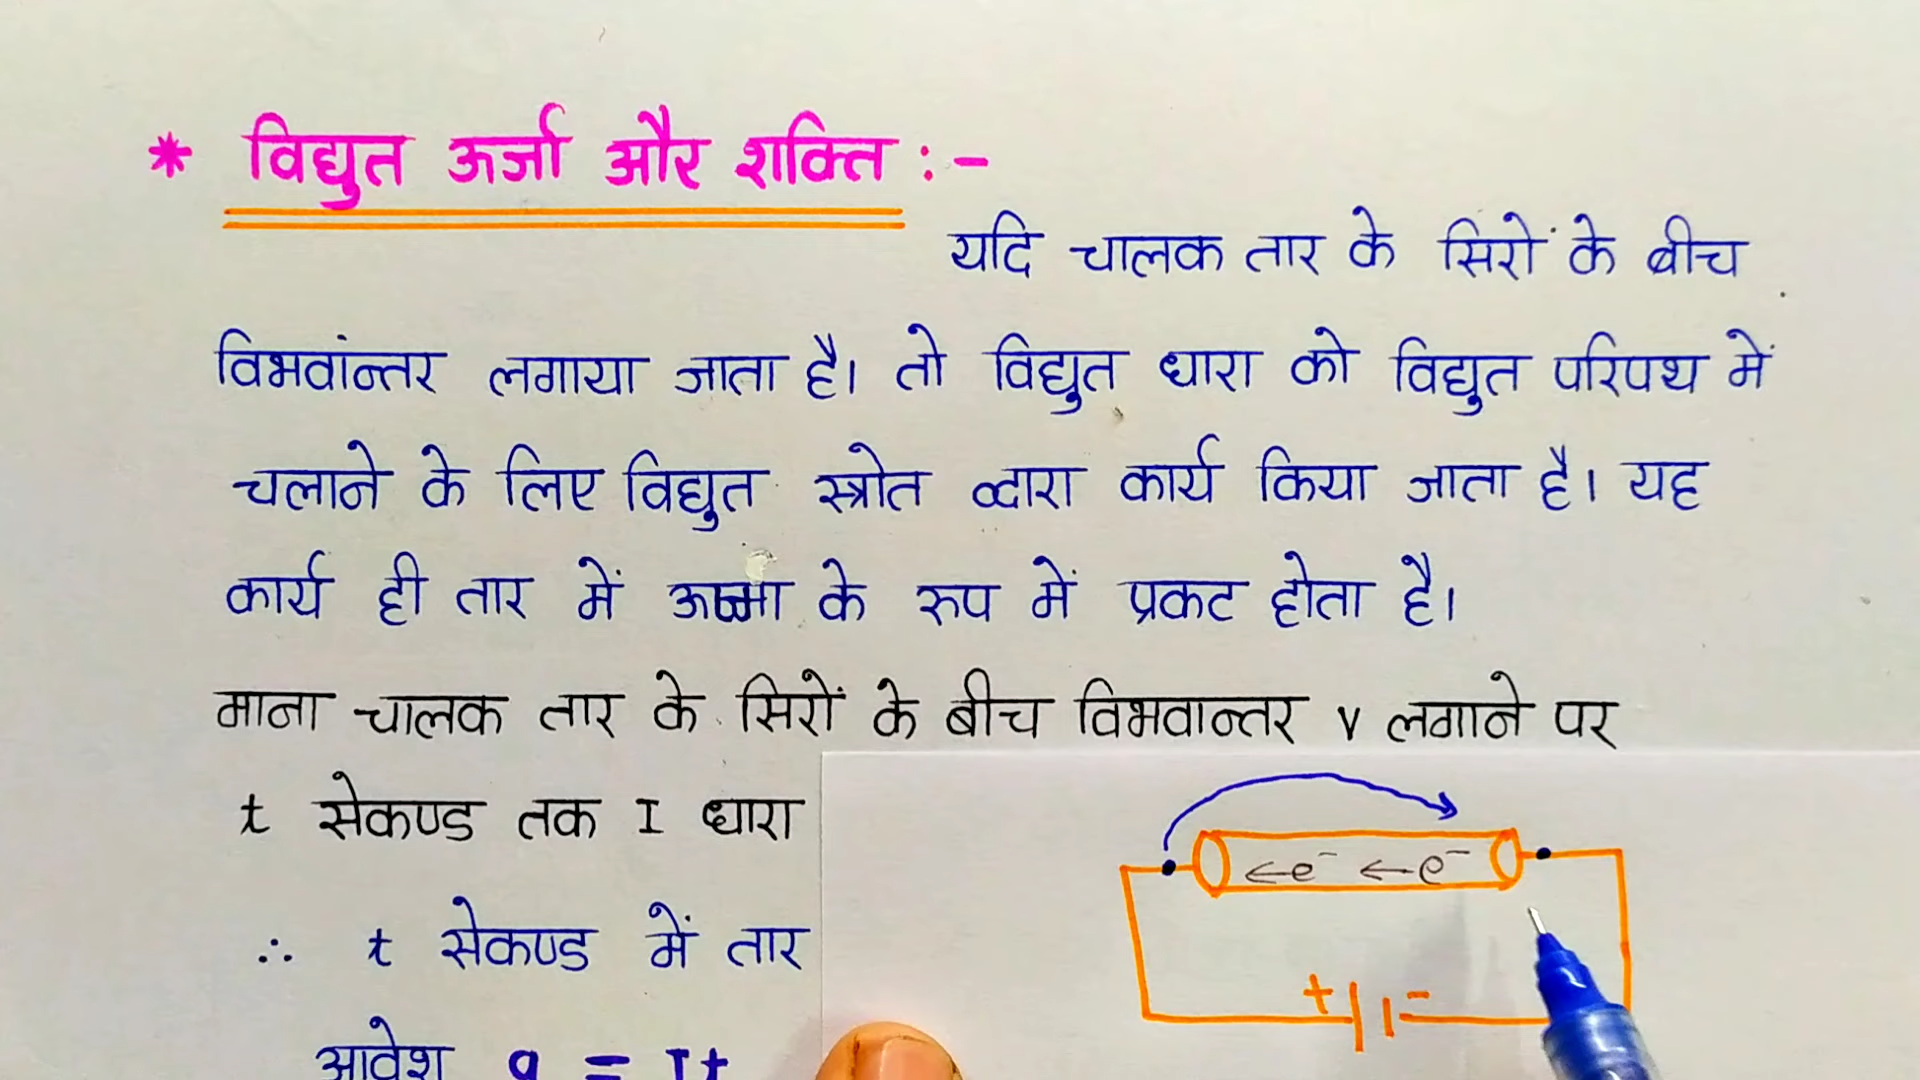 * विद्युत ऊर्जा और शक्ति :-
यदि चालक तार के सिरों के बीच
विभवांन्तर लगाया जाता है। तो विद्युत धारा को विद्युत परिपथ में
चलाने के लिए विद्युत स्त्रोत व्दारा कार्य किया जाता है। यह
कार्य ही तार में ऊष्मा के रुप में प्रकट होता है।
माना चालक तार के सिरों के बीच विभवान्तर V लगाने पर
t सेकण्ड तक I धारा
←e⁻ ←e⁻
∴ t सेकण्ड में तार
+ -
आवेश q = It